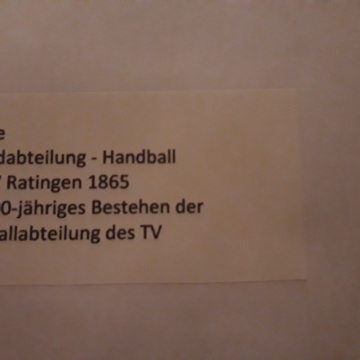 e
dabteilung - Handball
Ratingen 1865
0-jähriges Bestehen der
allabteilung des TV